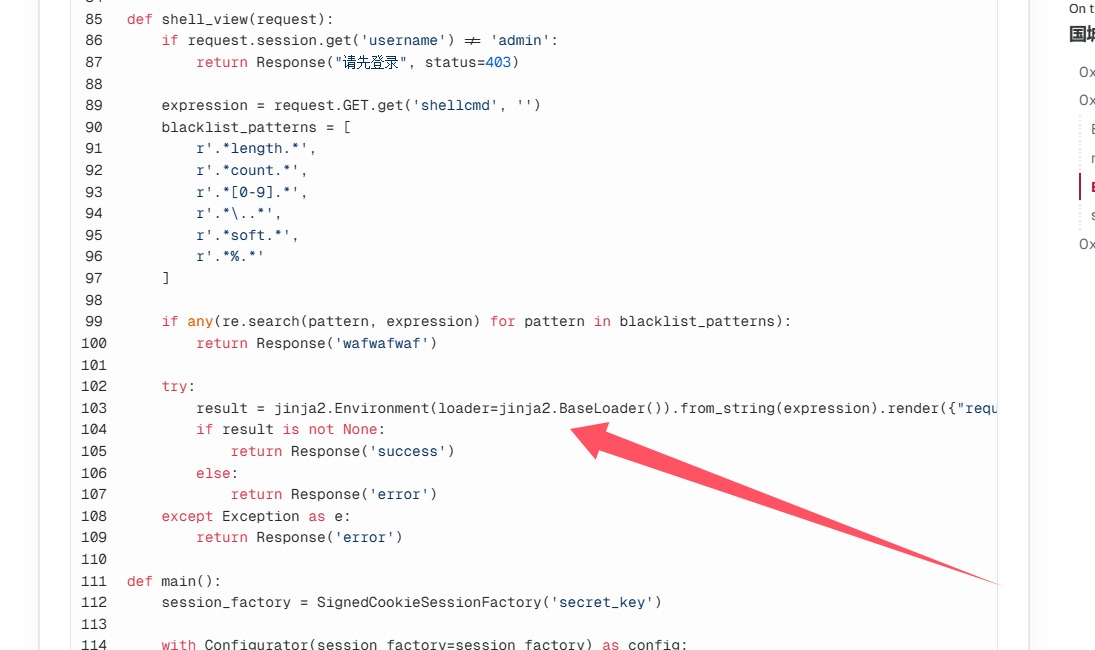 85 def shell_view(request):
86 if request.session.get('username') != 'admin':
87 return Response("请先登录", status=403)
88
89 expression = request.GET.get('shellcmd', '')
90 blacklist_patterns = [
91 r'.*length.*',
92 r'.*count.*',
93 r'.*[0-9].*',
94 r'.*\..*',
95 r'.*soft.*',
96 r'.*%.*'
97 ]
98
99 if any(re.search(pattern, expression) for pattern in blacklist_patterns):
100 return Response('wafwafwaf')
101
102 try:
103 result = jinja2.Environment(loader=jinja2.BaseLoader()).from_string(expression).render({"requ
104 if result is not None:
105 return Response('success')
106 else:
107 return Response('error')
108 except Exception as e:
109 return Response('error')
110
111 def main():
112 session_factory = SignedCookieSessionFactory('secret_key')
113
114 with Configurator(session_factory=session_factory) as config:
On t
国城
0x
0x
0x